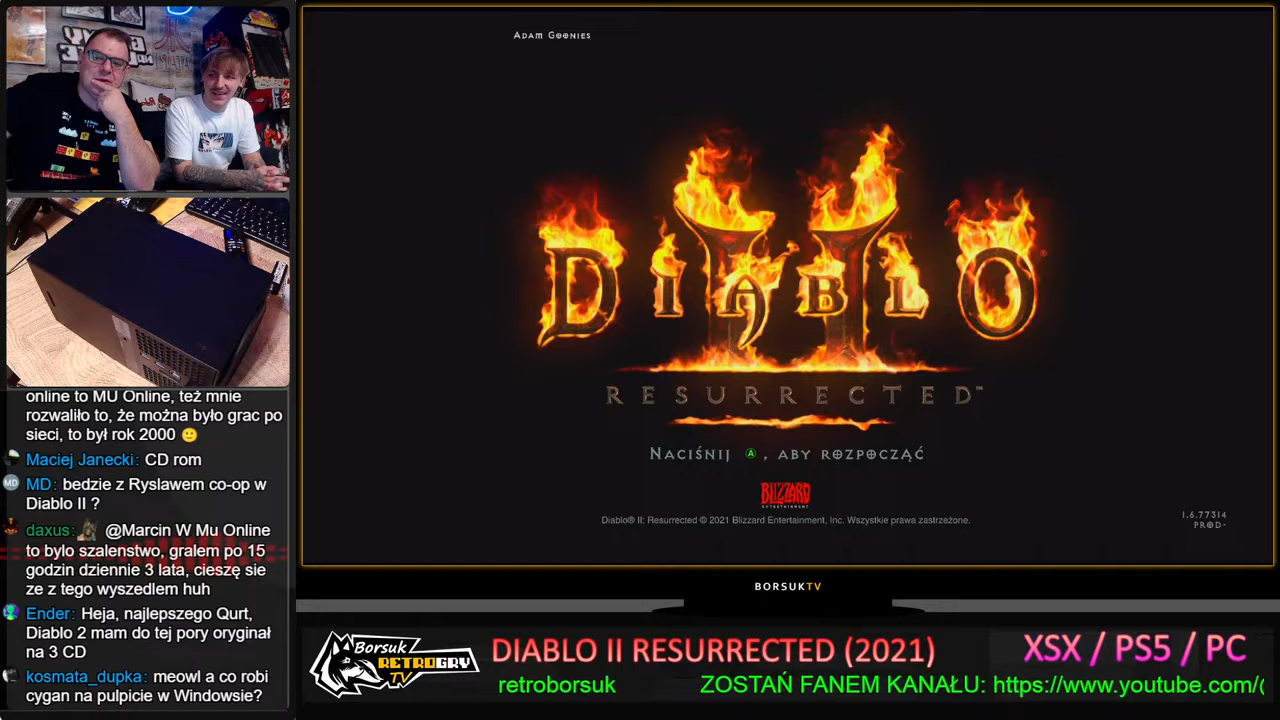 Adam Goonies
DIABLO
RESURRECTED™
Naciśnij A, aby rozpocząć
BLIZZARD
ENTERTAINMENT
Diablo® II: Resurrected © 2021 Blizzard Entertainment, Inc. Wszystkie prawa zastrzeżone.
1.6.77314
PROD-
BORSUKTV
online to MU Online, też mnie
rozwaliło to, że można było grac po
sieci, to był rok 2000 🙂
Maciej Janecki: CD rom
MD: bedzie z Ryslawem co-op w
Diablo II ?
daxus: @Marcin W Mu Online
to bylo szalenstwo, gralem po 15
godzin dziennie 3 lata, cieszę sie
ze z tego wyszedlem huh
Ender: Heja, najlepszego Qurt,
Diablo 2 mam do tej pory oryginał
na 3 CD
kosmata_dupka: meowl a co robi
cygan na pulpicie w Windowsie?
Borsuk
RETROGRY
TV
DIABLO II RESURRECTED (2021)
XSX / PS5 / PC
retroborsuk
ZOSTAŃ FANEM KANAŁU: https://www.youtube.com/